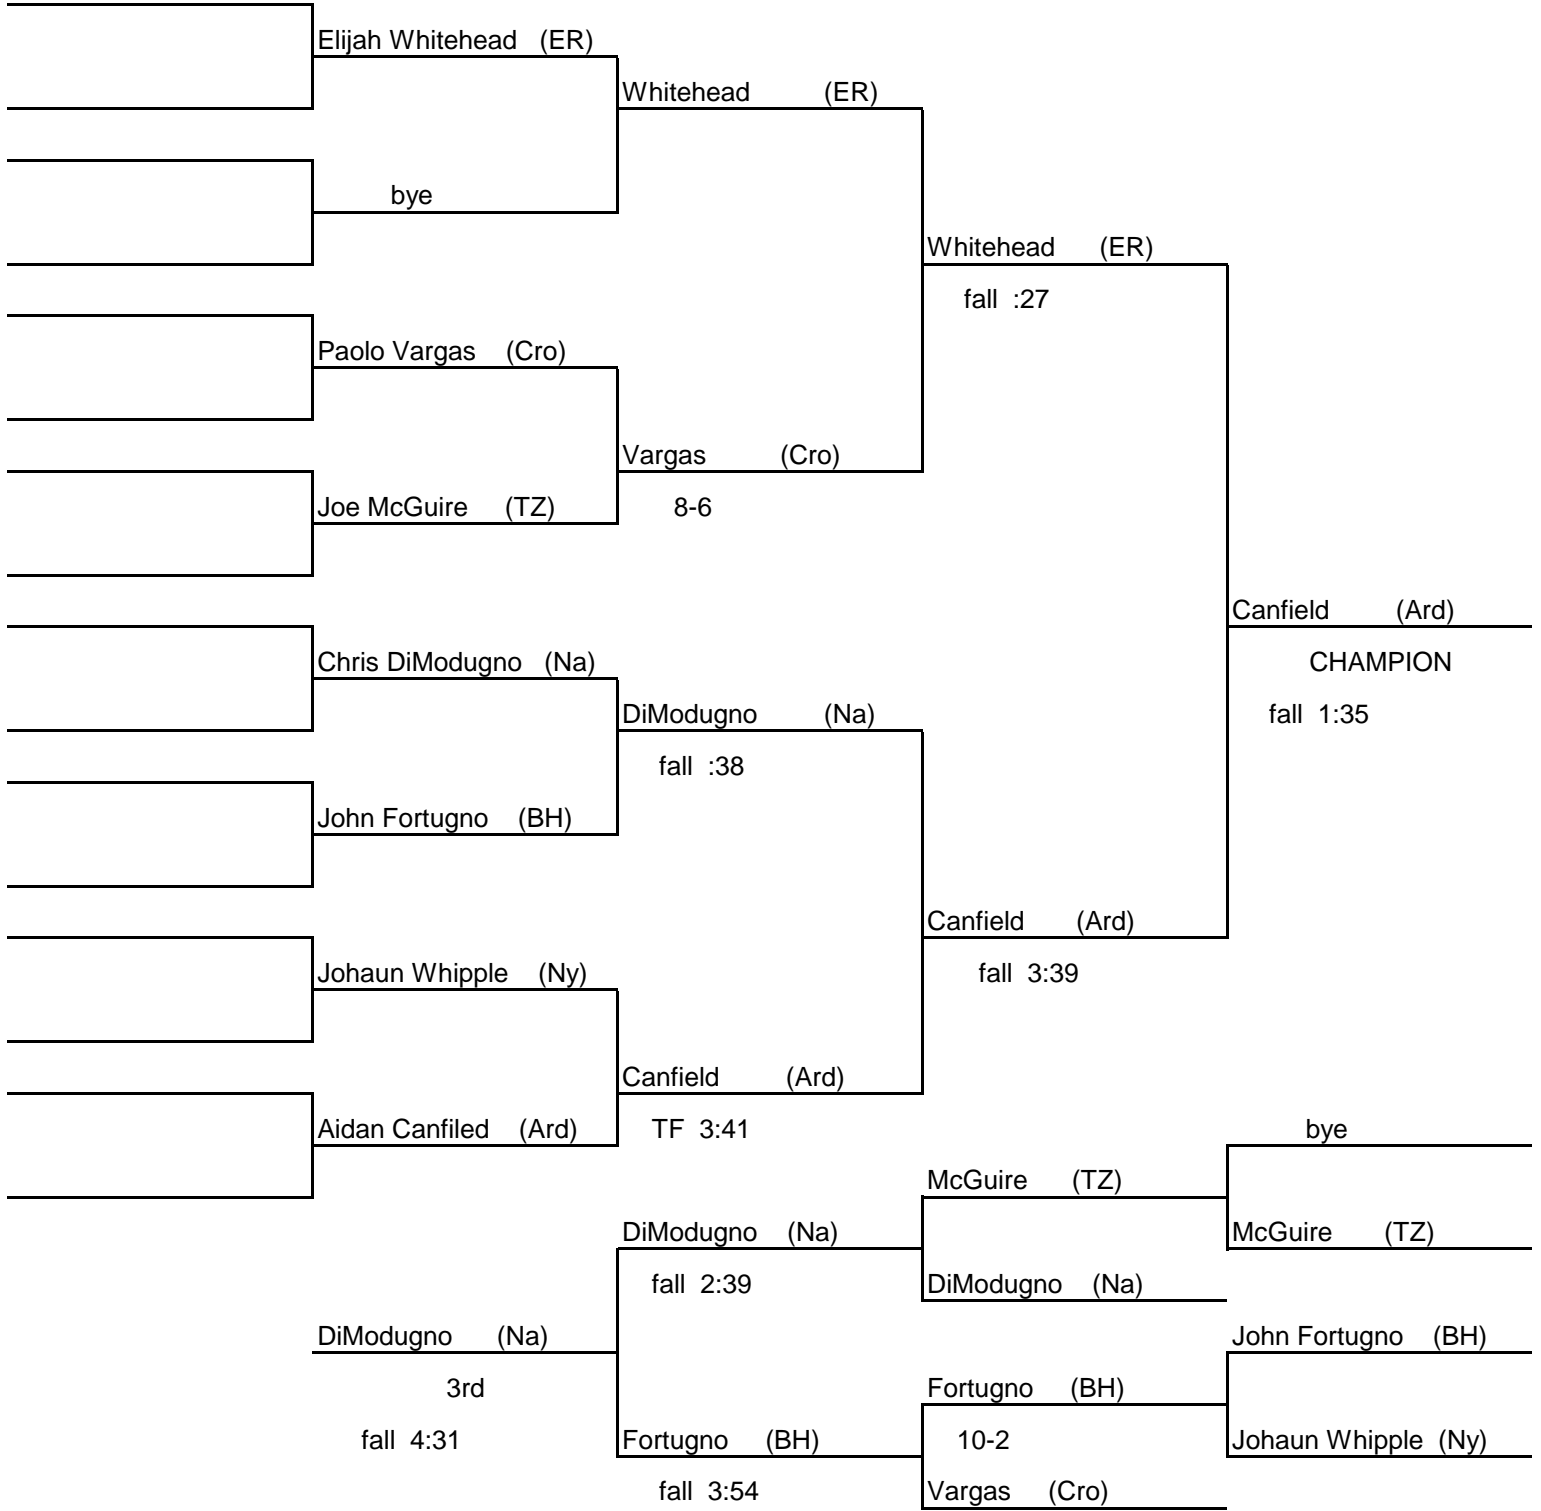 Elijah Whitehead (ER)
Whitehead (ER)
bye
Whitehead (ER)
fall :27
Paolo Vargas (Cro)
Vargas (Cro)
Joe McGuire (TZ) 8-6
Canfield (Ard)
Chris DiModugno (Na) CHAMPION
DiModugno (Na) fall 1:35
fall :38
John Fortugno (BH)
Canfield (Ard)
Johaun Whipple (Ny) fall 3:39
Canfield (Ard)
Aidan Canfiled (Ard) TF 3:41 bye
McGuire (TZ)
DiModugno (Na) McGuire (TZ)
fall 2:39 DiModugno (Na)
DiModugno (Na) John Fortugno (BH)
3rd Fortugno (BH)
fall 4:31 Fortugno (BH) 10-2 Johaun Whipple (Ny)
fall 3:54 Vargas (Cro)